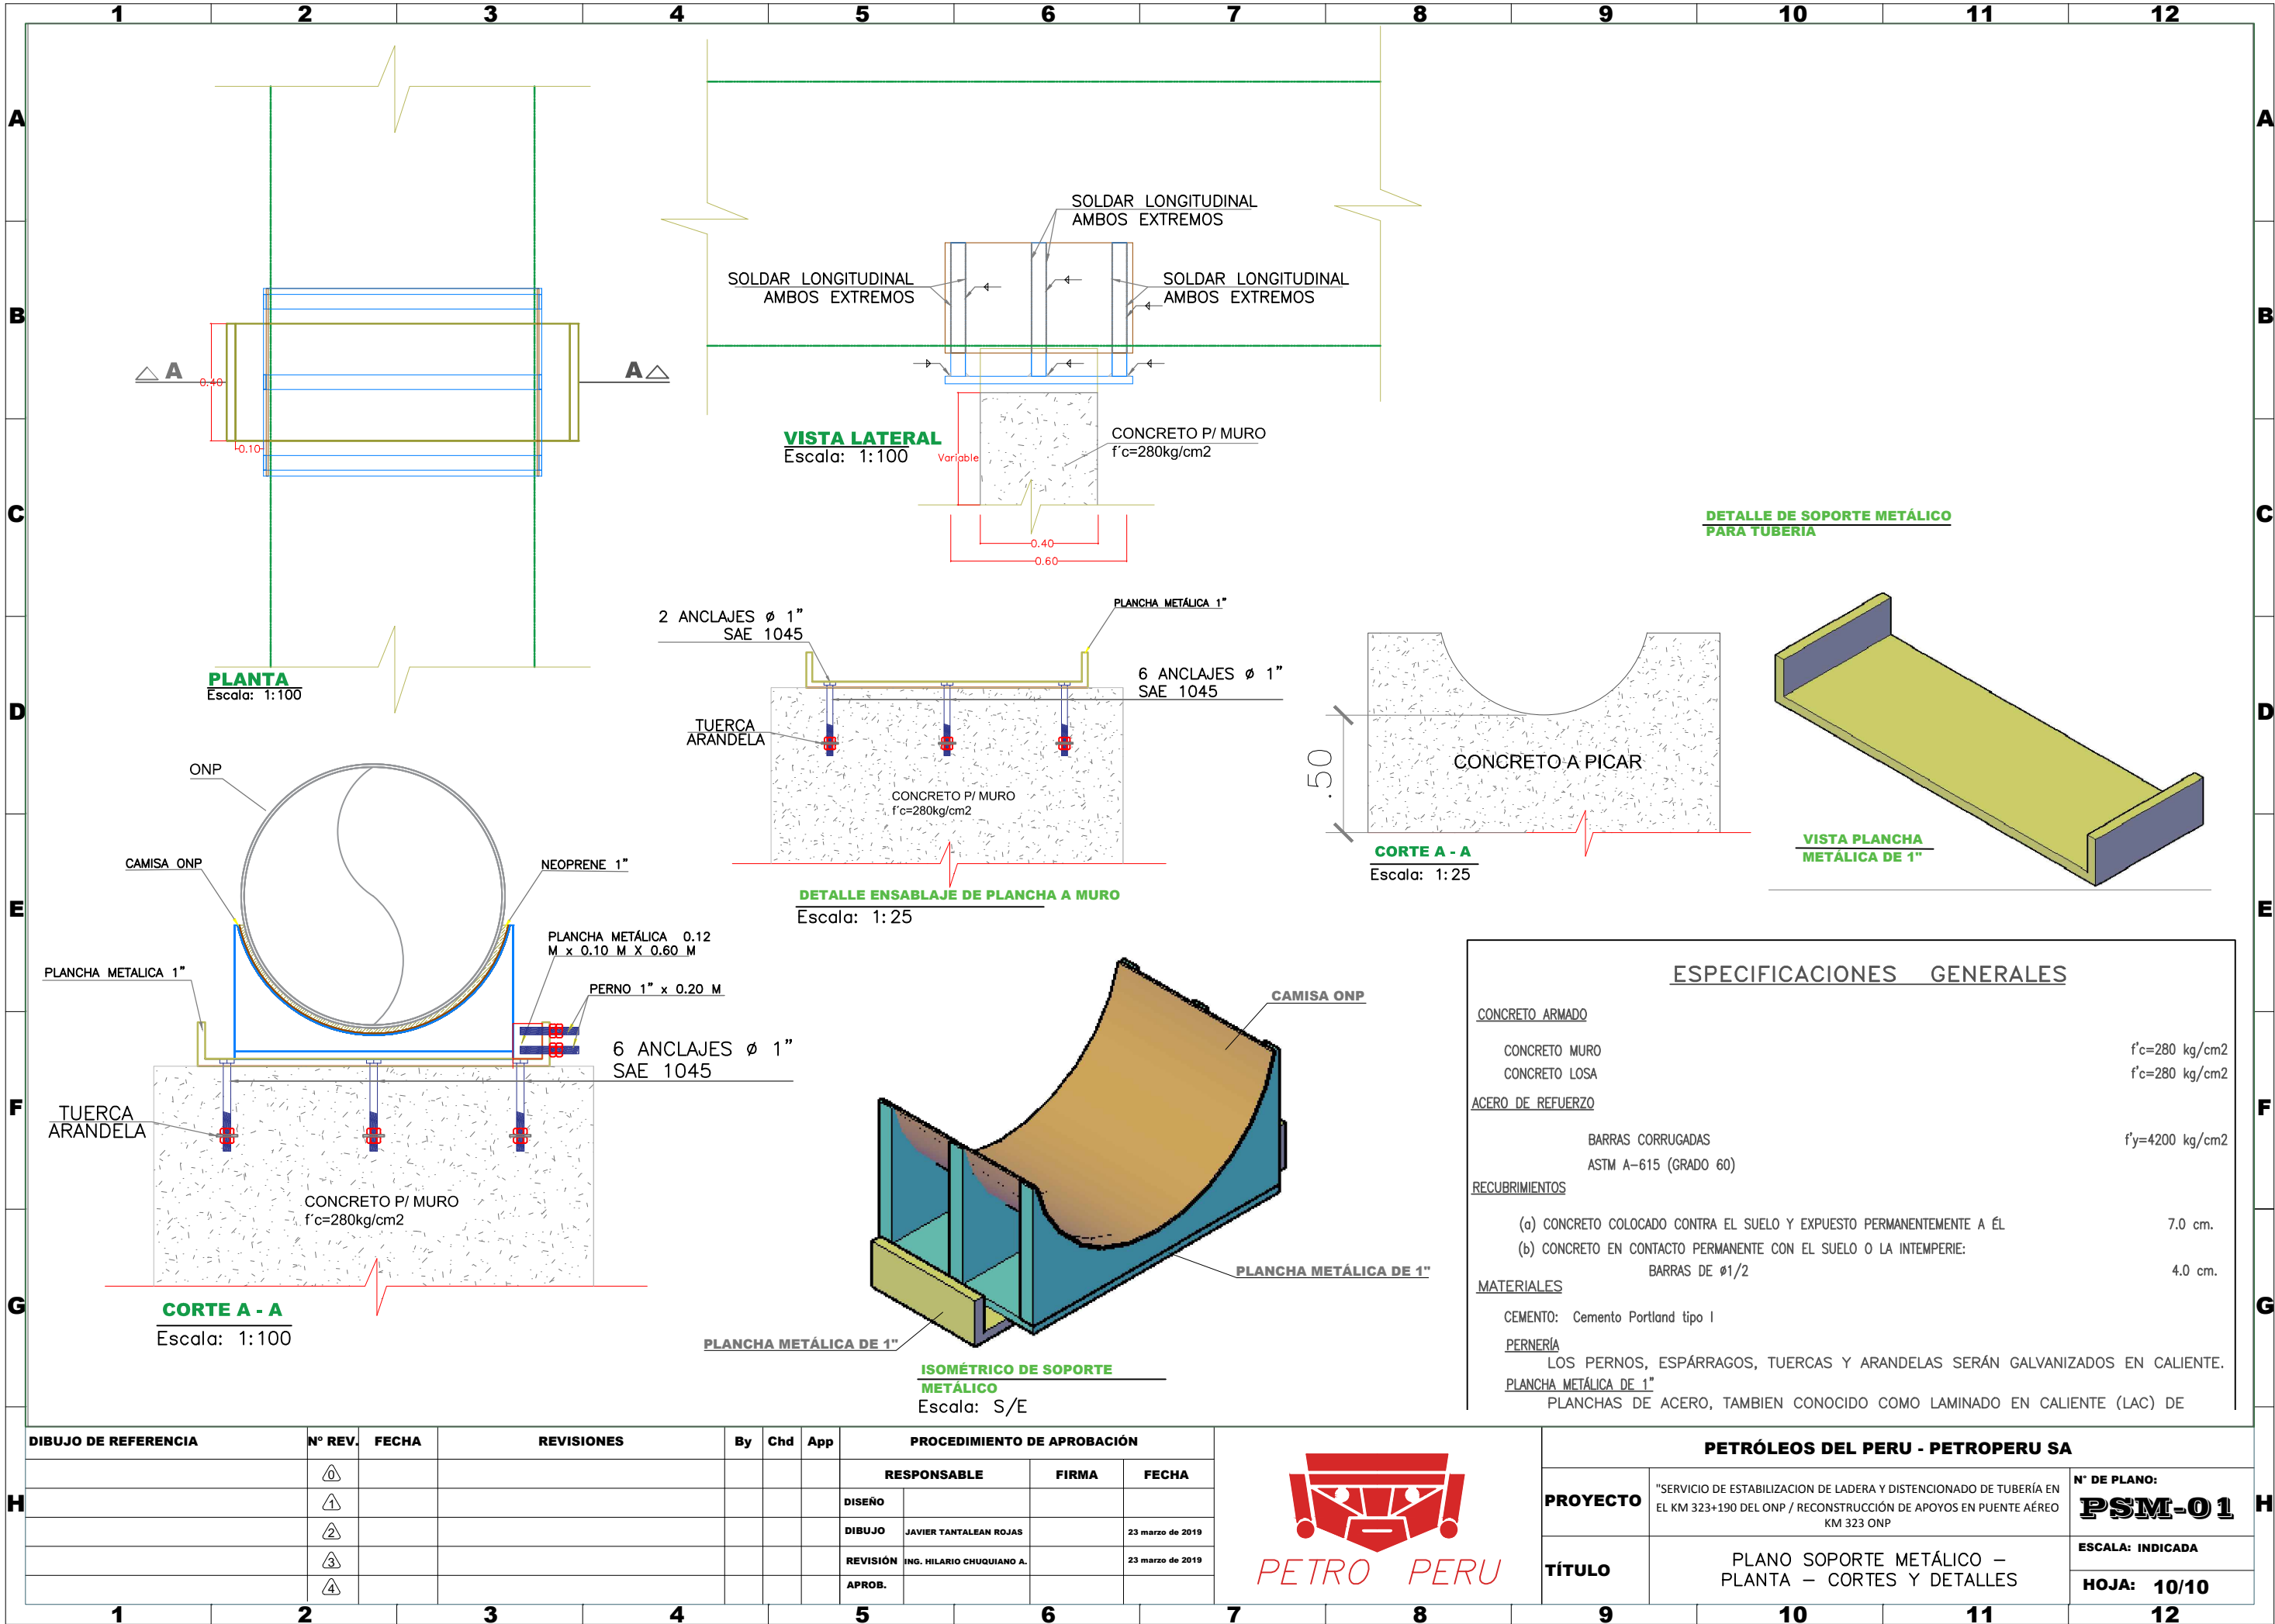 1 2 3 4 5 6 7 8 9 10 11 12
A
B
C
D
E
F
G
H
A
B
C
D
E
F
G
H
A
A
0.40
0.10
PLANTA
Escala: 1:100
SOLDAR LONGITUDINAL
AMBOS EXTREMOS
SOLDAR LONGITUDINAL
AMBOS EXTREMOS
SOLDAR LONGITUDINAL
AMBOS EXTREMOS
VISTA LATERAL
Escala: 1:100
Variable
CONCRETO P/ MURO
f´c=280kg/cm2
0.40
0.60
DETALLE DE SOPORTE METÁLICO
PARA TUBERIA
2 ANCLAJES ø 1"
SAE 1045
PLANCHA METÁLICA 1"
6 ANCLAJES ø 1"
SAE 1045
TUERCA
ARANDELA
CONCRETO P/ MURO
f´c=280kg/cm2
DETALLE ENSABLAJE DE PLANCHA A MURO
Escala: 1:25
.50
CONCRETO A PICAR
CORTE A - A
Escala: 1:25
VISTA PLANCHA
METÁLICA DE 1"
ONP
CAMISA ONP
NEOPRENE 1"
PLANCHA METÁLICA 0.12
M x 0.10 M X 0.60 M
PLANCHA METALICA 1"
PERNO 1" x 0.20 M
6 ANCLAJES ø 1"
SAE 1045
TUERCA
ARANDELA
CONCRETO P/ MURO
f´c=280kg/cm2
CORTE A - A
Escala: 1:100
CAMISA ONP
PLANCHA METÁLICA DE 1"
PLANCHA METÁLICA DE 1"
ISOMÉTRICO DE SOPORTE
METÁLICO
Escala: S/E
ESPECIFICACIONES GENERALES
CONCRETO ARMADO
CONCRETO MURO f'c=280 kg/cm2
CONCRETO LOSA f'c=280 kg/cm2
ACERO DE REFUERZO
BARRAS CORRUGADAS f'y=4200 kg/cm2
ASTM A-615 (GRADO 60)
RECUBRIMIENTOS
(a) CONCRETO COLOCADO CONTRA EL SUELO Y EXPUESTO PERMANENTEMENTE A ÉL 7.0 cm.
(b) CONCRETO EN CONTACTO PERMANENTE CON EL SUELO O LA INTEMPERIE:
BARRAS DE ø1/2 4.0 cm.
MATERIALES
CEMENTO: Cemento Portland tipo I
PERNERÍA
LOS PERNOS, ESPÁRRAGOS, TUERCAS Y ARANDELAS SERÁN GALVANIZADOS EN CALIENTE.
PLANCHA METÁLICA DE 1"
PLANCHAS DE ACERO, TAMBIEN CONOCIDO COMO LAMINADO EN CALIENTE (LAC) DE
DIBUJO DE REFERENCIA N° REV. FECHA REVISIONES By Chd App
0
1
2
3
4
PROCEDIMIENTO DE APROBACIÓN
RESPONSABLE FIRMA FECHA
DISEÑO
DIBUJO JAVIER TANTALEAN ROJAS 23 marzo de 2019
REVISIÓN ING. HILARIO CHUQUIANO A. 23 marzo de 2019
APROB.
PETRO PERU
PETRÓLEOS DEL PERU - PETROPERU SA
PROYECTO
"SERVICIO DE ESTABILIZACION DE LADERA Y DISTENCIONADO DE TUBERÍA EN
EL KM 323+190 DEL ONP / RECONSTRUCCIÓN DE APOYOS EN PUENTE AÉREO
KM 323 ONP
N° DE PLANO:
PSM-01
TÍTULO
PLANO SOPORTE METÁLICO –
PLANTA – CORTES Y DETALLES
ESCALA: INDICADA
HOJA: 10/10
1 2 3 4 5 6 7 8 9 10 11 12